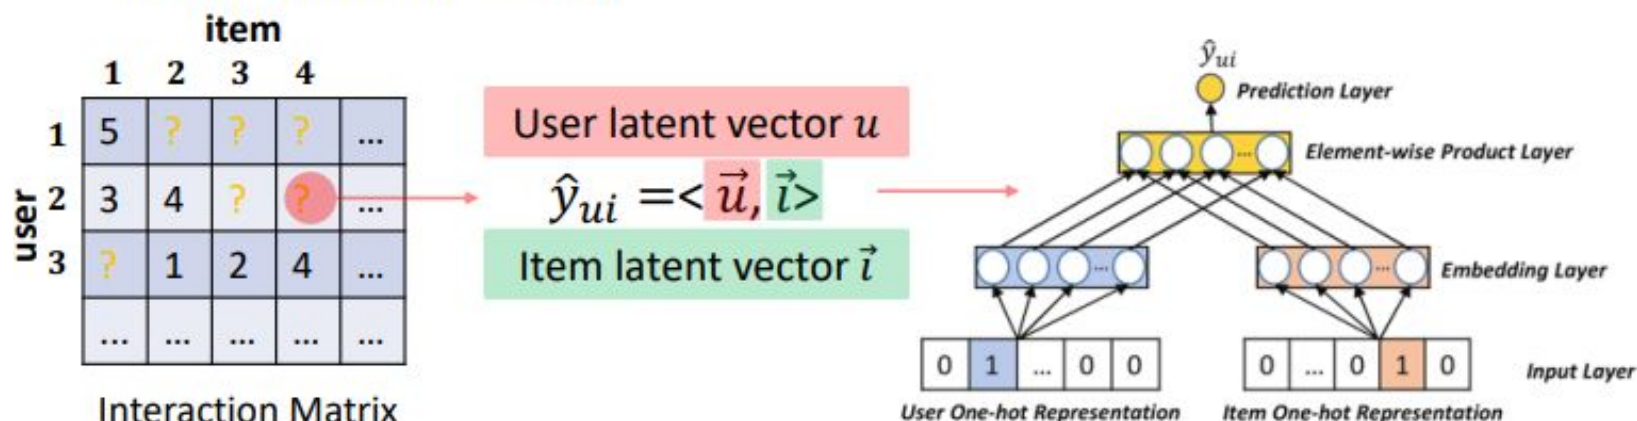 item
1 2 3 4
user
1 5 ? ? ? ...
2 3 4 ? ? ...
3 ? 1 2 4 ...
... ... ... ... ...
Interaction Matrix
User latent vector u
ŷui =<u⃗, i⃗>
Item latent vector i⃗
ŷui
Prediction Layer
... Element-wise Product Layer
... ... Embedding Layer
0 1 ... 0 0 0 ... 0 1 0 Input Layer
User One-hot Representation Item One-hot Representation